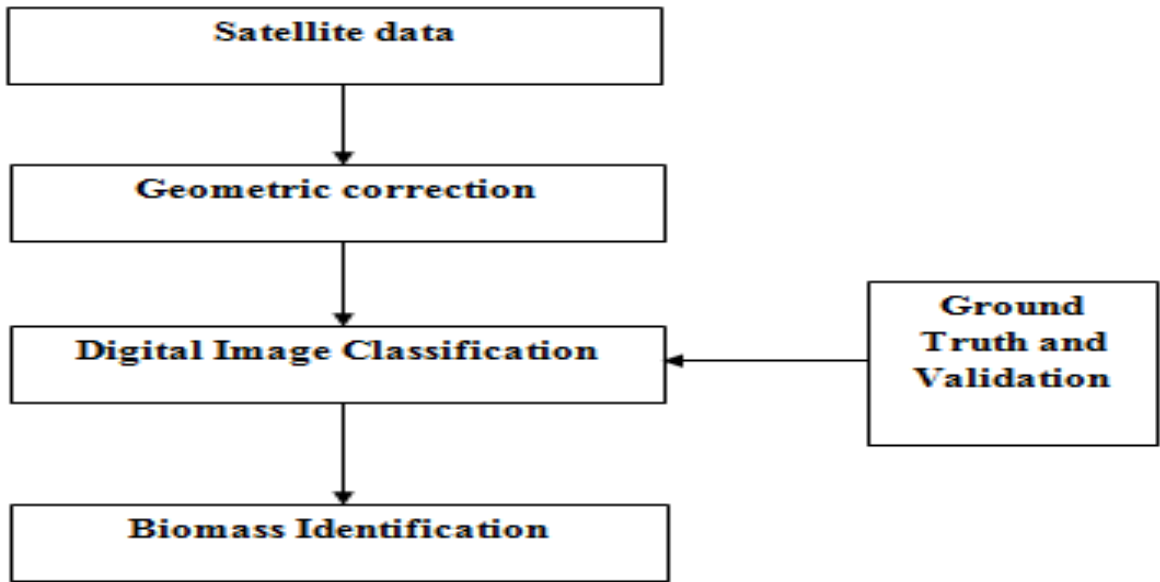 Satellite data
Geometric correction
Digital Image Classification
Ground
Truth and
Validation
Biomass Identification